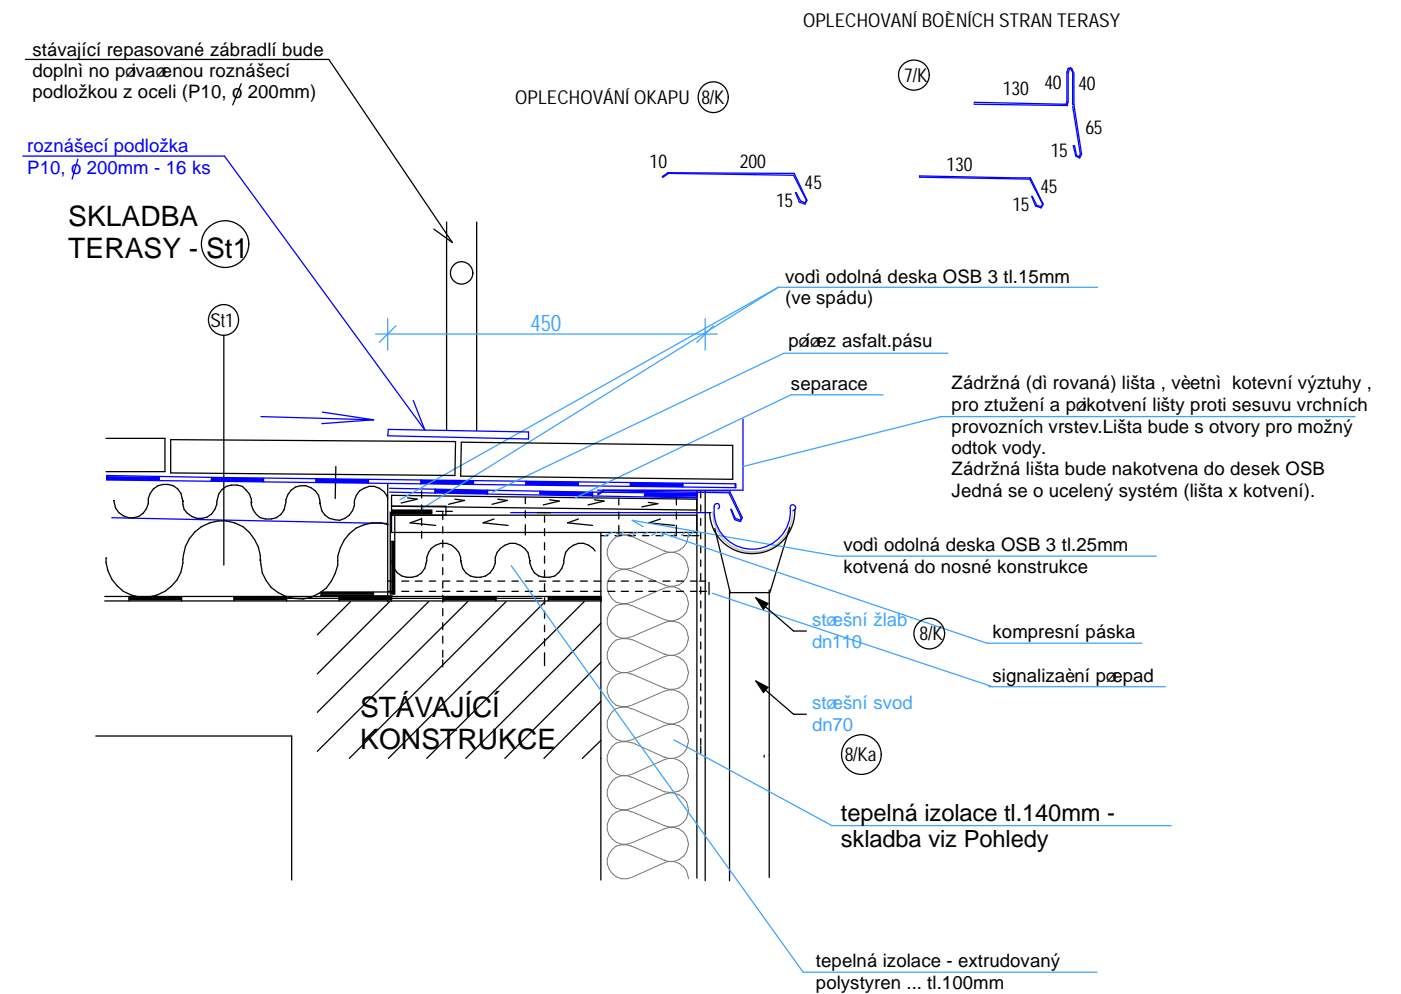 OPLECHOVANÍ BOÈNÍCH STRAN TERASY
stávající repasované zábradlí bude
doplnì no pøivaøenou roznášecí
podložkou z oceli (P10, ø 200mm)
OPLECHOVÁNÍ OKAPU 8/K
7/K
130 40 40
65
15
10 200
45
15
130
45
15
roznášecí podložka
P10, ø 200mm - 16 ks
SKLADBA
TERASY - St1
St1
450
vodì odolná deska OSB 3 tl.15mm
(ve spádu)
pøíøez asfalt.pásu
separace
Zádržná (dì rovaná) lišta , vèetnì kotevní výztuhy ,
pro ztužení a pøikotvení lišty proti sesuvu vrchních
provozních vrstev.Lišta bude s otvory pro možný
odtok vody.
Zádržná lišta bude nakotvena do desek OSB
Jedná se o ucelený systém (lišta x kotvení).
vodì odolná deska OSB 3 tl.25mm
kotvená do nosné konstrukce
støešní žlab
dn110
8/K
kompresní páska
signalizaèní pøepad
støešní svod
dn70
8/Ka
STÁVAJÍCÍ
KONSTRUKCE
tepelná izolace tl.140mm -
skladba viz Pohledy
tepelná izolace - extrudovaný
polystyren ... tl.100mm